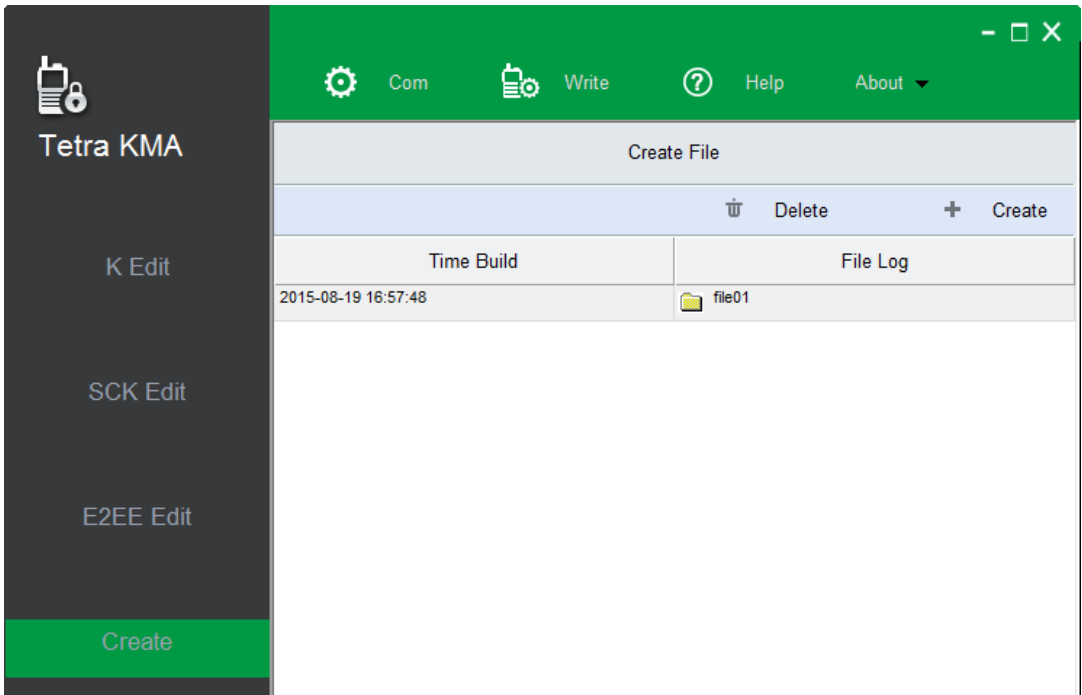 Com Write Help About
Tetra KMA
Create File
Delete Create
K Edit
Time Build File Log
2015-08-19 16:57:48 file01
SCK Edit
E2EE Edit
Create